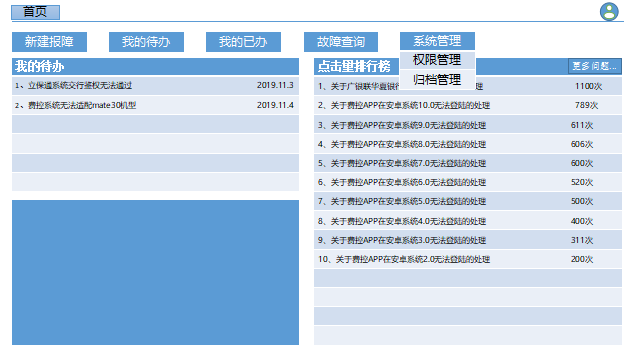 首页
新建报障 我的待办 我的已办 故障查询 系统管理
权限管理
归档管理
我的待办
1、立保通系统交行鉴权无法通过 2019.11.3
2、费控系统无法适配mate30机型 2019.11.4
点击量排行榜 更多问题...
1、关于广银联华夏银行 无法登陆的处理 1100次
2、关于费控APP在安卓系统10.0无法登陆的处理 789次
3、关于费控APP在安卓系统9.0无法登陆的处理 611次
4、关于费控APP在安卓系统8.0无法登陆的处理 606次
5、关于费控APP在安卓系统7.0无法登陆的处理 600次
6、关于费控APP在安卓系统6.0无法登陆的处理 520次
7、关于费控APP在安卓系统5.0无法登陆的处理 500次
8、关于费控APP在安卓系统4.0无法登陆的处理 400次
9、关于费控APP在安卓系统3.0无法登陆的处理 311次
10、关于费控APP在安卓系统2.0无法登陆的处理 200次